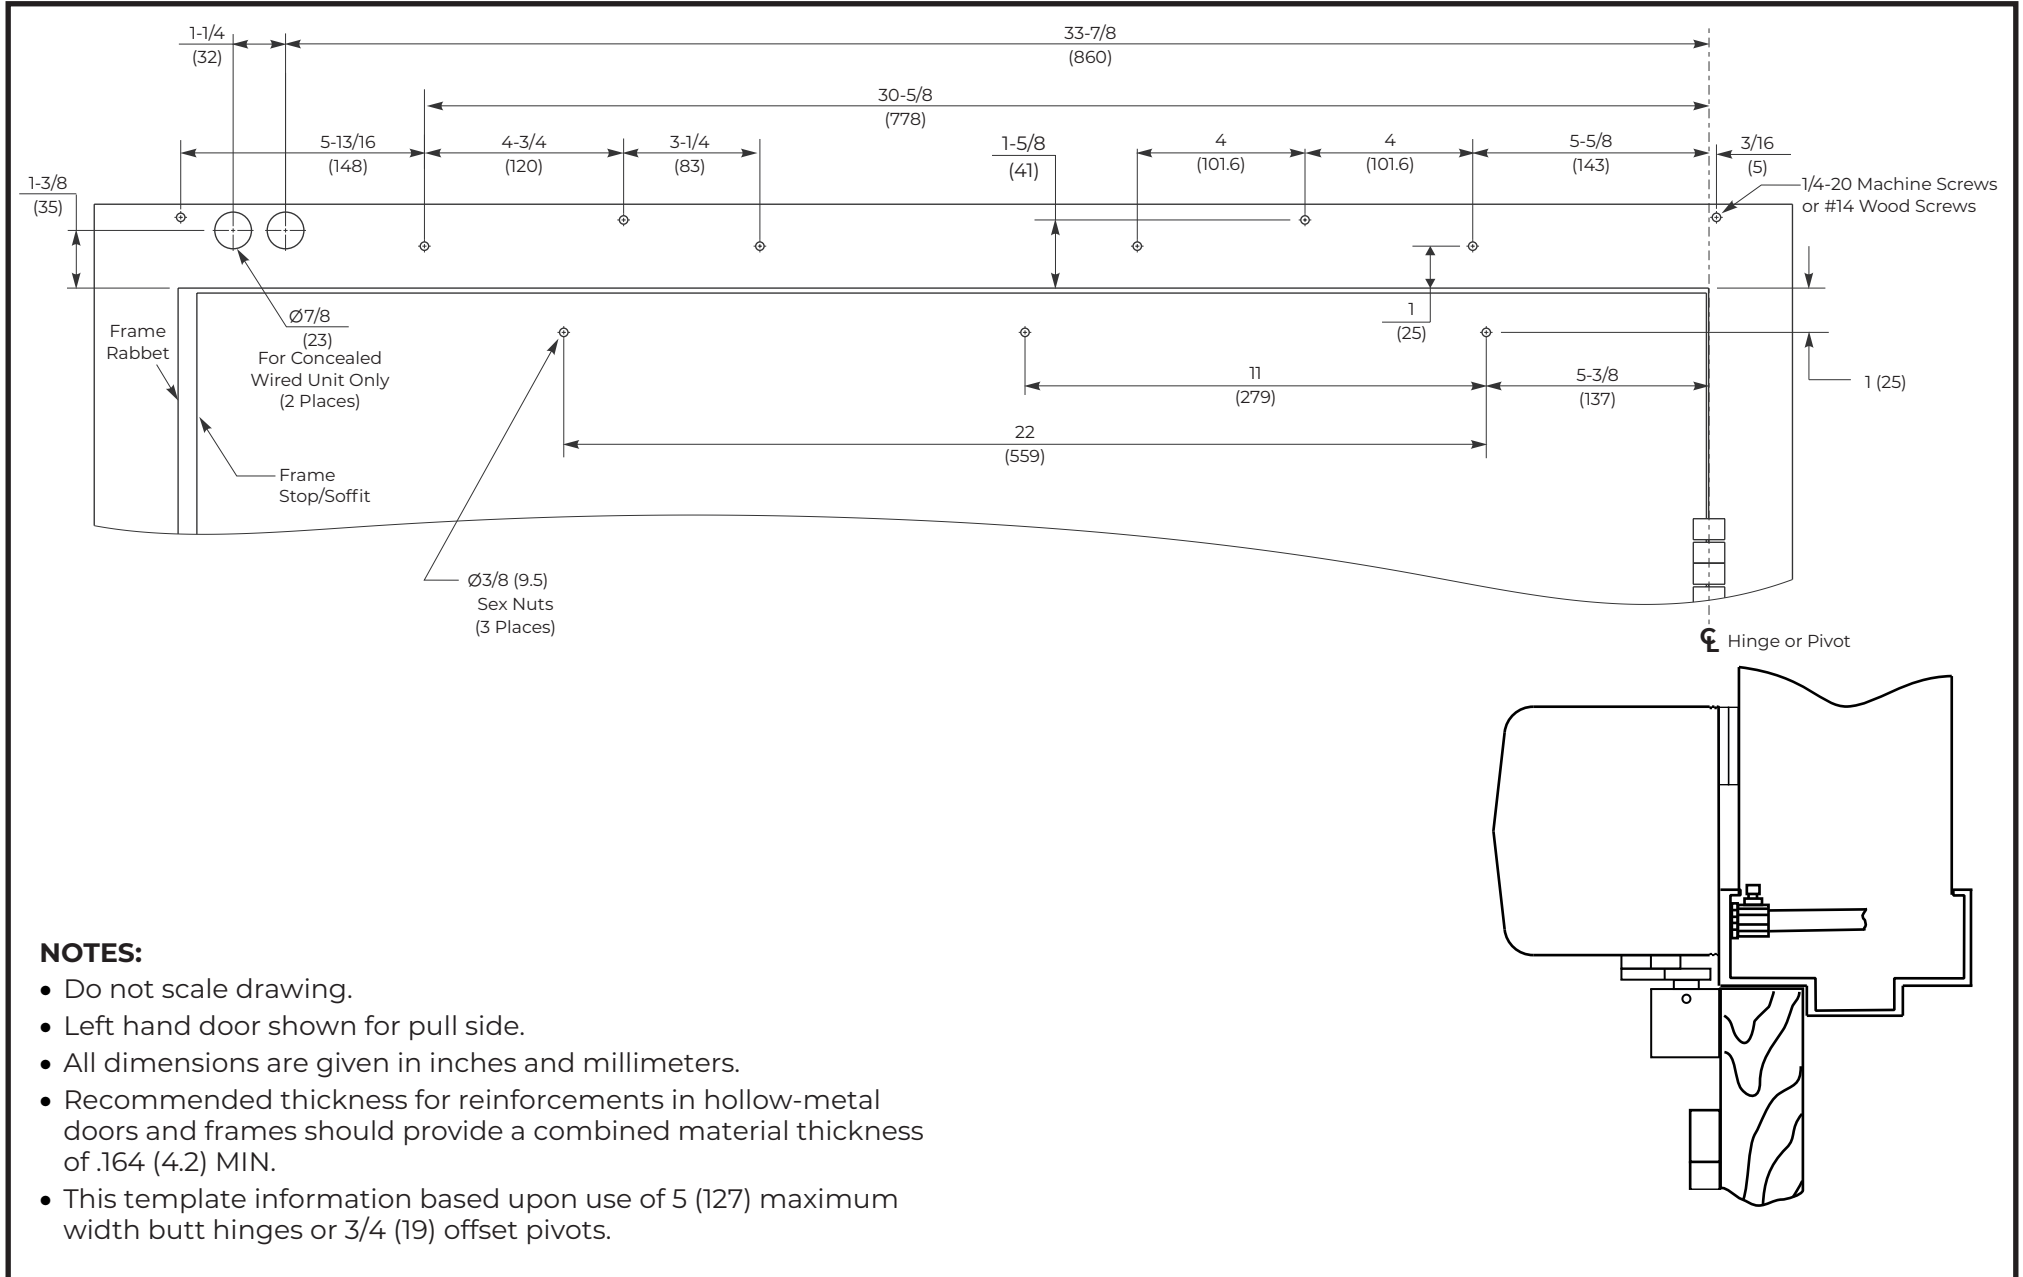 1-1/4
(32)
33-7/8
(860)
30-5/8
(778)
5-13/16
(148)
4-3/4
(120)
3-1/4
(83)
1-5/8
(41)
4
(101.6)
4
(101.6)
5-5/8
(143)
3/16
(5)
1-3/8
(35)
1/4-20 Machine Screws
or #14 Wood Screws
Ø7/8
(23)
For Concealed
Wired Unit Only
(2 Places)
Frame
Rabbet
1
(25)
11
(279)
5-3/8
(137)
1 (25)
22
(559)
Frame
Stop/Soffit
Ø3/8 (9.5)
Sex Nuts
(3 Places)
℄ Hinge or Pivot
NOTES:
• Do not scale drawing.
• Left hand door shown for pull side.
• All dimensions are given in inches and millimeters.
• Recommended thickness for reinforcements in hollow-metal
doors and frames should provide a combined material thickness
of .164 (4.2) MIN.
• This template information based upon use of 5 (127) maximum
width butt hinges or 3/4 (19) offset pivots.